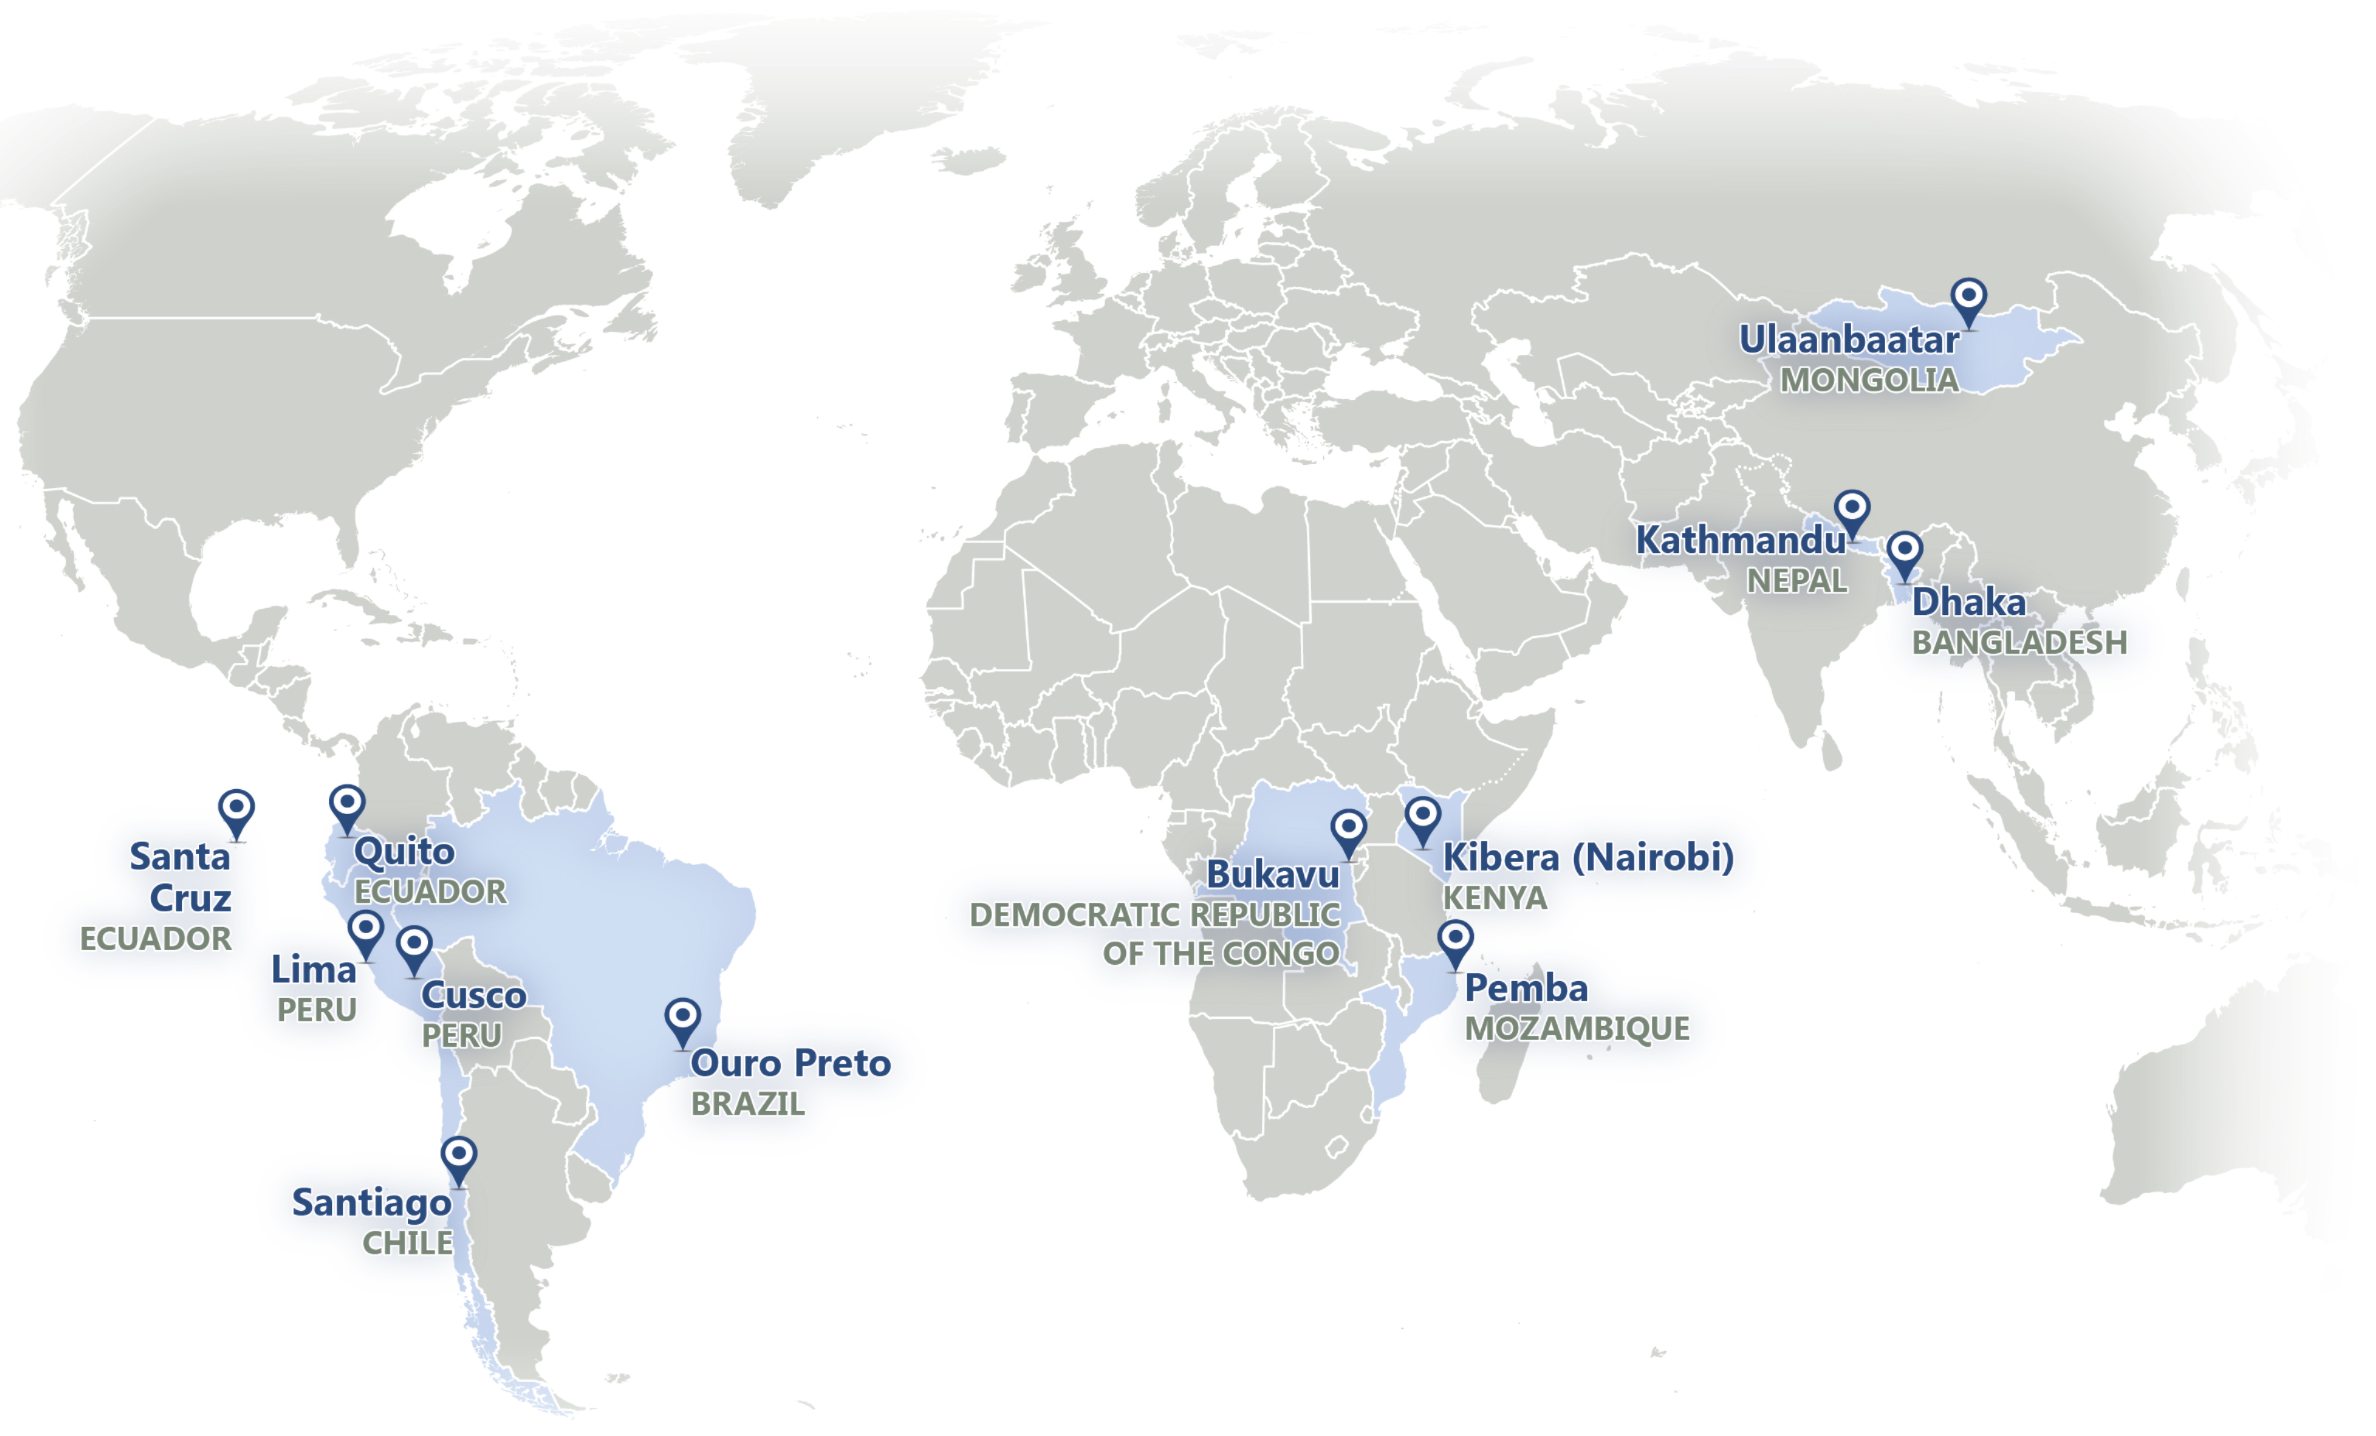 Ulaanbaatar
MONGOLIA
Kathmandu
NEPAL
Dhaka
BANGLADESH
Santa
Cruz
ECUADOR
Quito
ECUADOR
Lima
PERU
Cusco
PERU
Ouro Preto
BRAZIL
Santiago
CHILE
Bukavu
DEMOCRATIC REPUBLIC
OF THE CONGO
Kibera (Nairobi)
KENYA
Pemba
MOZAMBIQUE